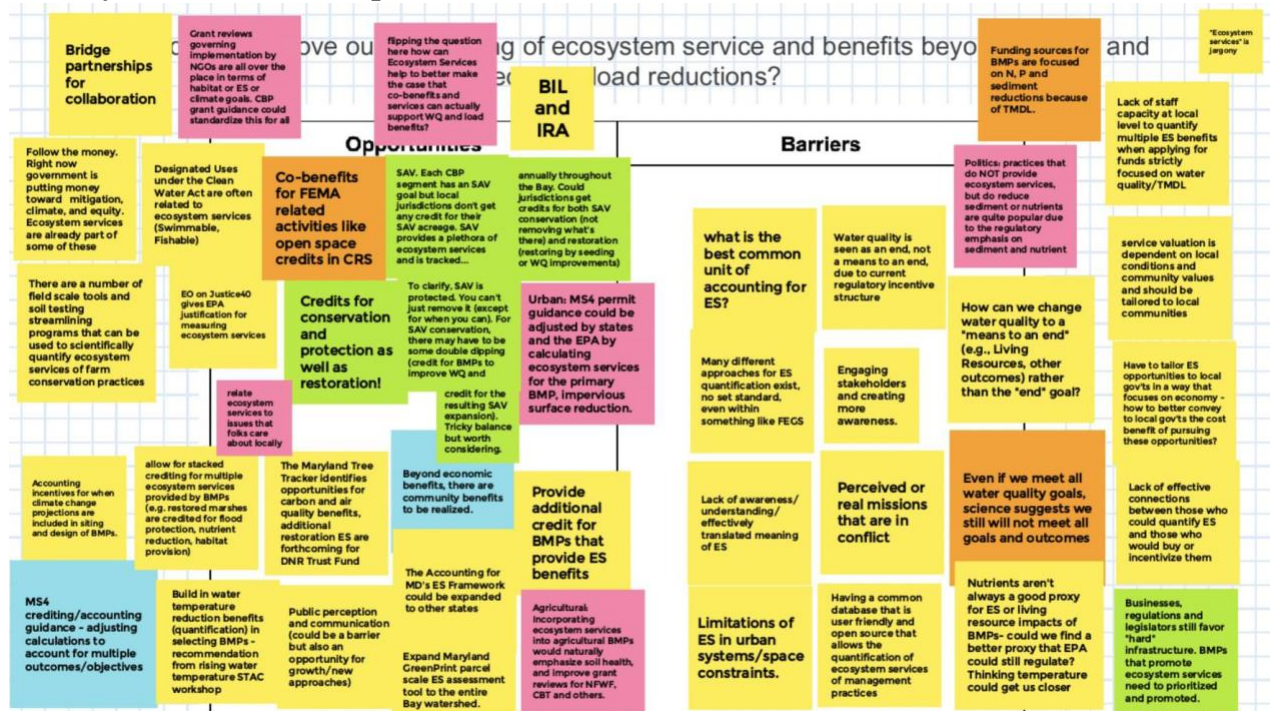 ove ou
g of ecosystem service and benefits beyo
and
load reductions?
Opportunities
Barriers
Bridge
partnerships
for
collaboration
Grant reviews
governing
implementation by
NGOs are all over the
place in terms of
habitat or ES or
climate goals. CBP
grant guidance could
standardize this for all
flipping the question
here how can
Ecosystem Services
help to better make
the case that
co-benefits and
services can actually
support WQ and load
benefits?
BIL
and
IRA
Follow the money.
Right now
government is
putting money
toward mitigation,
climate, and equity.
Ecosystem services
are already part of
some of these
Designated Uses
under the Clean
Water Act are often
related to
ecosystem services
(Swimmable,
Fishable)
Co-benefits
for FEMA
related
activities like
open space
credits in CRS
SAV. Each CBP
segment has an SAV
goal but local
jurisdictions don't get
any credit for their
SAV acreage. SAV
provides a plethora of
ecosystem services
and is tracked...
annually throughout
the Bay. Could
jurisdictions get
credits for both SAV
conservation (not
removing what's
there) and restoration
(restoring by seeding
or WQ improvements)
There are a number of
field scale tools and
soil testing
streamlining
programs that can be
used to scientifically
quantify ecosystem
services of farm
conservation practices
EO on Justice40
gives EPA
justification for
measuring
ecosystem services
Credits for
conservation
and
protection as
well as
restoration!
To clarify, SAV is
protected. You can't
just remove it (except
for when you can). For
SAV conservation,
there may have to be
some double dipping
(credit for BMPs to
improve WQ and
credit for the
resulting SAV
expansion).
Tricky balance
but worth
considering.
Urban: MS4 permit
guidance could be
adjusted by states
and the EPA by
calculating
ecosystem services
for the primary
BMP, impervious
surface reduction.
relate
ecosystem
services to
issues that
folks care
about locally
Accounting
incentives for when
climate change
projections are
included in siting
and design of BMPs.
allow for stacked
crediting for multiple
ecosystem services
provided by BMPs
(e.g. restored marshes
are credited for flood
protection, nutrient
reduction, habitat
provision)
The Maryland Tree
Tracker identifies
opportunities for
carbon and air
quality benefits,
additional
restoration ES are
forthcoming for
DNR Trust Fund
Beyond economic
benefits, there are
community benefits
to be realized.
Provide
additional
credit for
BMPs that
provide ES
benefits
MS4
crediting/accounting
guidance - adjusting
calculations to
account for multiple
outcomes/objectives
Build in water
temperature
reduction benefits
(quantification) in
selecting BMPs -
recommendation
from rising water
temperature STAC
workshop
Public perception
and communication
(could be a barrier
but also an
opportunity for
growth/new
approaches)
The Accounting for
MD's ES Framework
could be expanded
to other states
Expand Maryland
GreenPrint parcel
scale ES assessment
tool to the entire
Bay watershed.
Agricultural:
Incorporating
ecosystem services
into agricultural BMPs
would naturally
emphasize soil health,
and improve grant
reviews for NFWF,
CBT and others.
Funding sources for
BMPs are focused
on N, P and
sediment
reductions because
of TMDL.
"Ecosystem
services" is
jargony
Lack of staff
capacity at local
level to quantify
multiple ES benefits
when applying for
funds strictly
focused on water
quality/TMDL
Politics: practices that
do NOT provide
ecosystem services,
but do reduce
sediment or nutrients
are quite popular due
to the regulatory
emphasis on
sediment and nutrient
what is the
best common
unit of
accounting for
ES?
Water quality is
seen as an end, not
a means to an end,
due to current
regulatory incentive
structure
service valuation is
dependent on local
conditions and
community values
and should be
tailored to local
communities
How can we change
water quality to a
"means to an end"
(e.g., Living
Resources, other
outcomes) rather
than the "end" goal?
Many different
approaches for ES
quantification exist,
no set standard,
even within
something like FEGS
Engaging
stakeholders
and creating
more
awareness.
Have to tailor ES
opportunities to local
gov'ts in a way that
focuses on economy -
how to better convey
to local gov'ts the cost
benefit of pursuing
these opportunities?
Lack of awareness/
understanding/
effectively
translated meaning
of ES
Perceived or
real missions
that are in
conflict
Even if we meet all
water quality goals,
science suggests we
still will not meet all
goals and outcomes
Lack of effective
connections
between those who
could quantify ES
and those who
would buy or
incentivize them
Limitations of
ES in urban
systems/space
constraints.
Having a common
database that is
user friendly and
open source that
allows the
quantification of
ecosystem services
of management
practices
Nutrients aren't
always a good proxy
for ES or living
resource impacts of
BMPs- could we find a
better proxy that EPA
could still regulate?
Thinking temperature
could get us closer
Businesses,
regulations and
legislators still favor
"hard"
infrastructure. BMPs
that promote
ecosystem services
need to prioritized
and promoted.